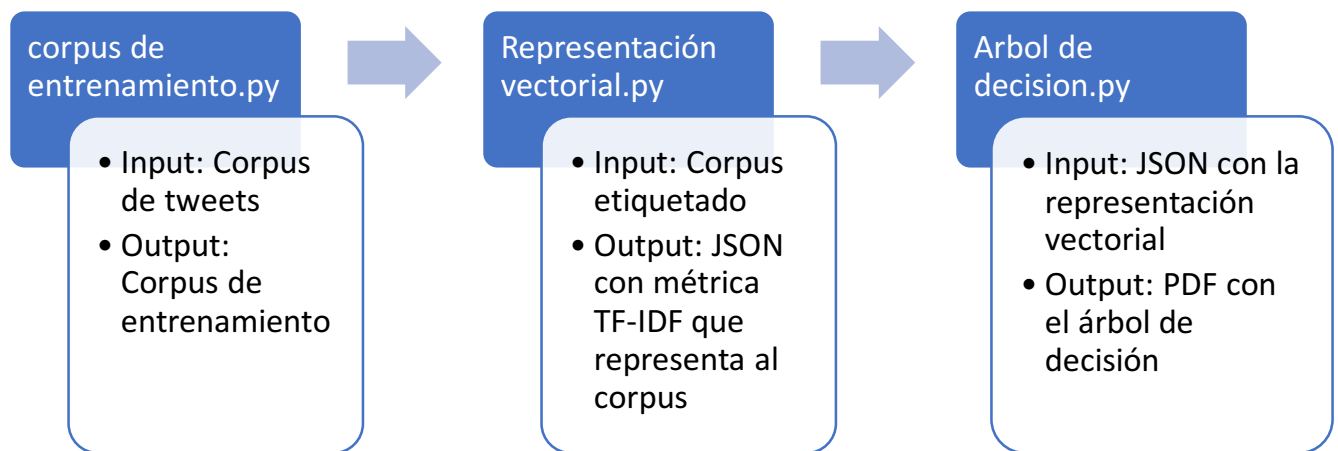 corpus de
entrenamiento.py
• Input: Corpus
de tweets
• Output:
Corpus de
entrenamiento
Representación
vectorial.py
• Input: Corpus
etiquetado
• Output: JSON
con métrica
TF-IDF que
representa al
corpus
Arbol de
decision.py
• Input: JSON con la
representación
vectorial
• Output: PDF con
el árbol de
decisión